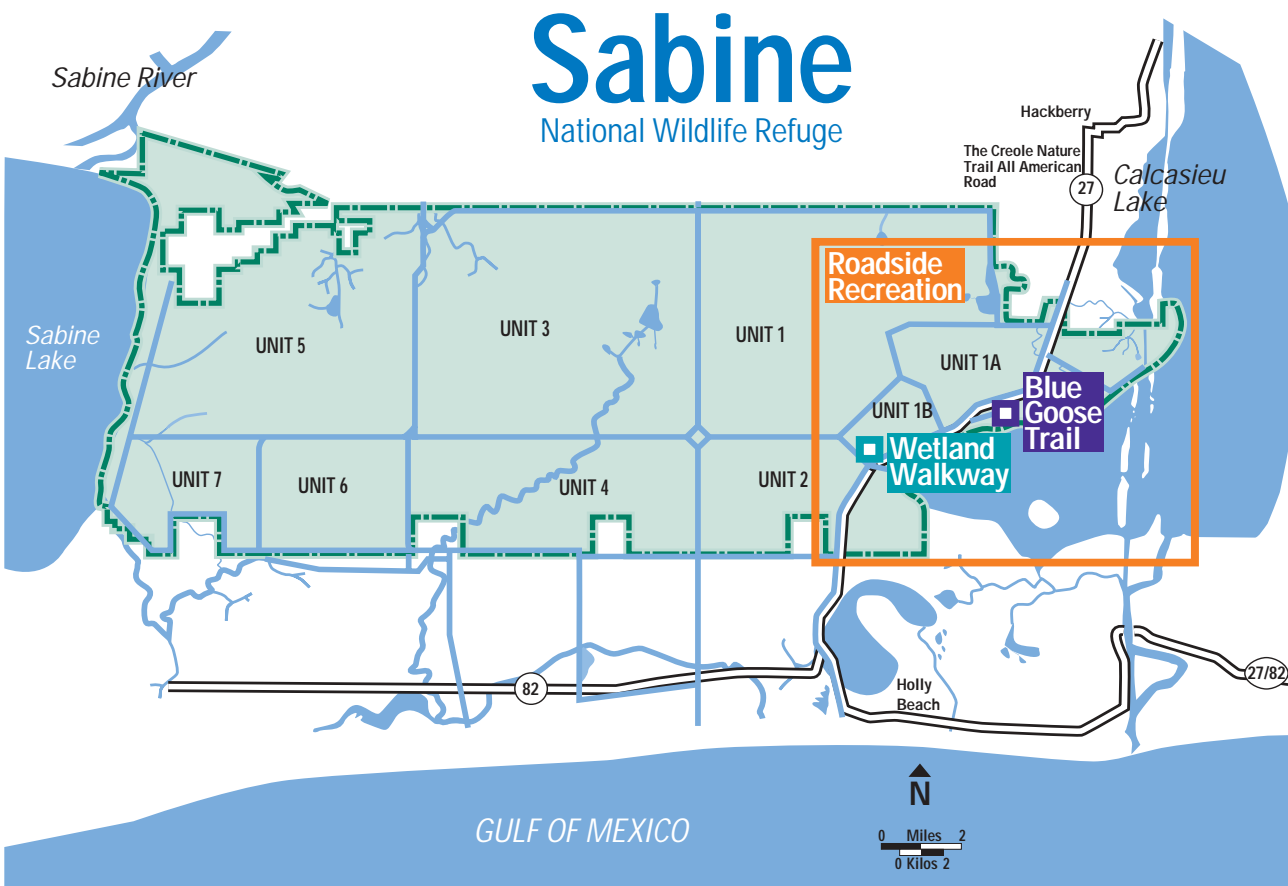 Sabine
National Wildlife Refuge
Sabine River
Hackberry
The Creole Nature
Trail All American
Road
27
Calcasieu
Lake
Roadside
Recreation
Sabine
Lake
UNIT 5
UNIT 3
UNIT 1
UNIT 1A
Blue
Goose
Trail
UNIT 1B
Wetland
Walkway
UNIT 7
UNIT 6
UNIT 4
UNIT 2
82
Holly
Beach
27/82
N
GULF OF MEXICO
0 Miles 2
0 Kilos 2